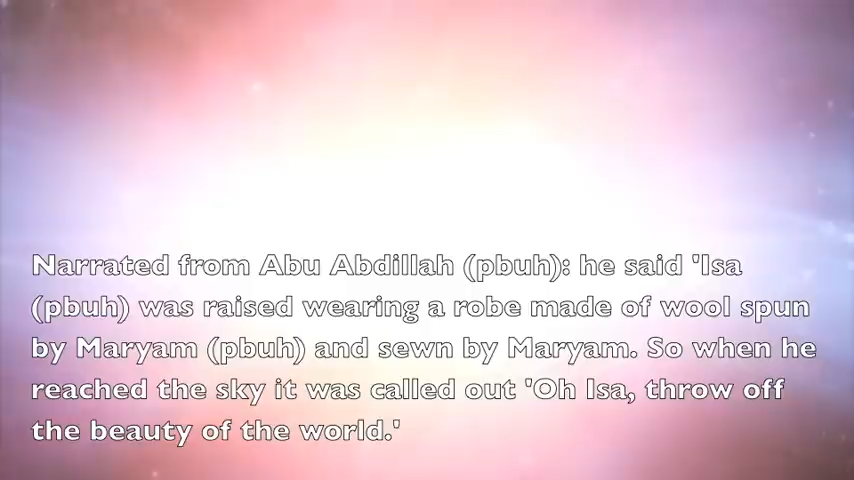 Narrated from Abu Abdillah (pbuh): he said 'Isa
(pbuh) was raised wearing a robe made of wool spun
by Maryam (pbuh) and sewn by Maryam. So when he
reached the sky it was called out 'Oh Isa, throw off
the beauty of the world.'